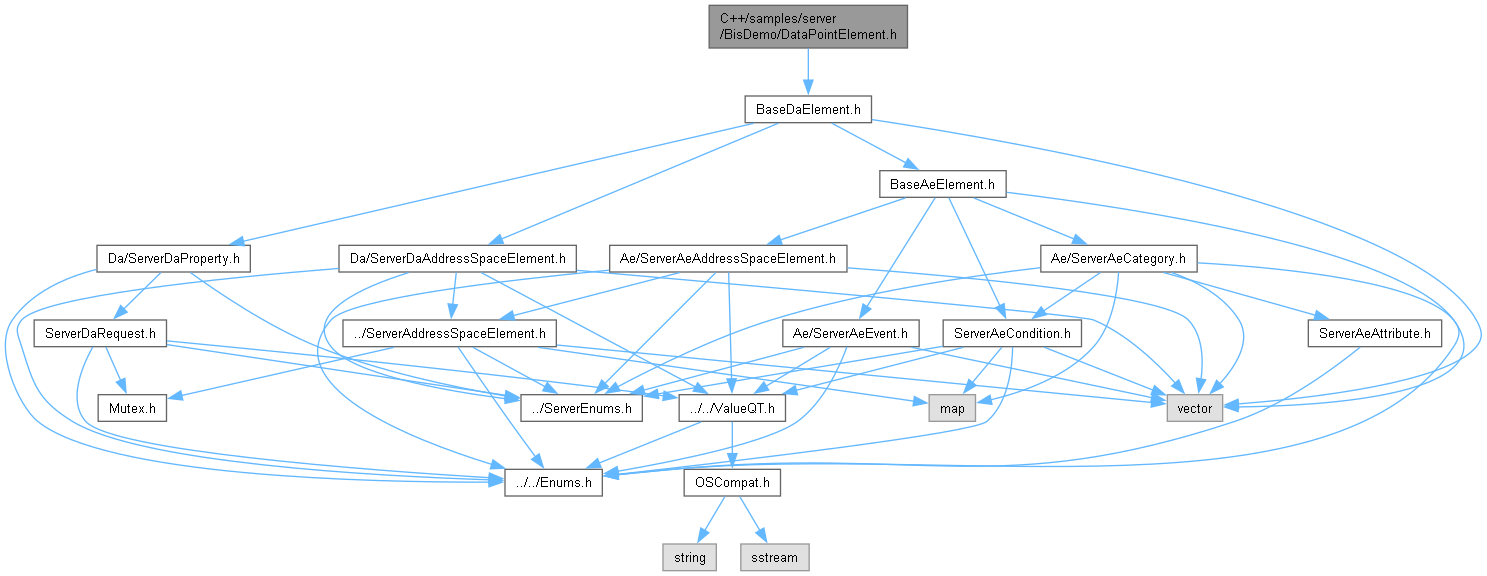 C++/samples/server
/BisDemo/DataPointElement.h
BaseDaElement.h
BaseAeElement.h
Da/ServerDaProperty.h
Da/ServerDaAddressSpaceElement.h
Ae/ServerAeAddressSpaceElement.h
Ae/ServerAeCategory.h
ServerDaRequest.h
../ServerAddressSpaceElement.h
Ae/ServerAeEvent.h
ServerAeCondition.h
ServerAeAttribute.h
Mutex.h
../ServerEnums.h
../../ValueQT.h
map
vector
../../Enums.h
OSCompat.h
string
sstream